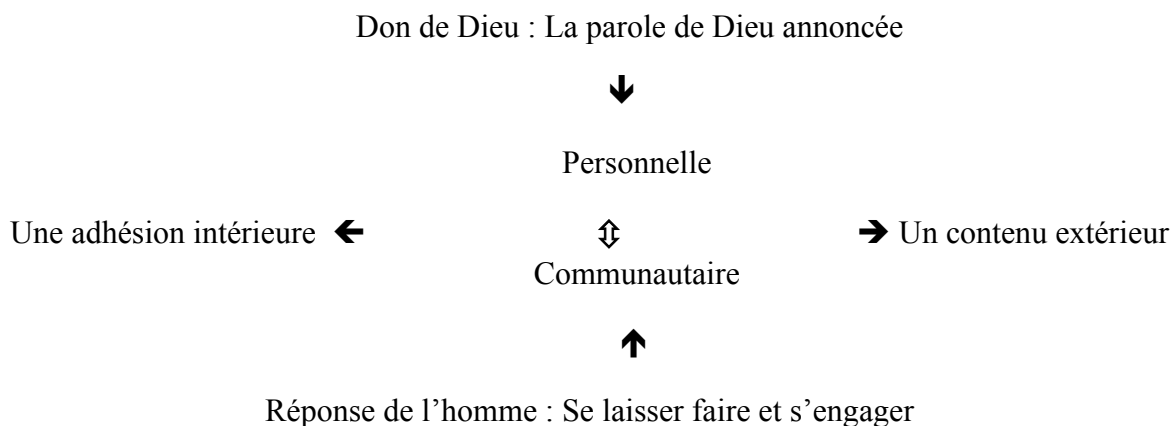 Don de Dieu : La parole de Dieu annoncée
🡻
Personnelle
Une adhésion intérieure 🡸 ⇳ 🡺 Un contenu extérieur
Communautaire
🡹
Réponse de l’homme : Se laisser faire et s’engager